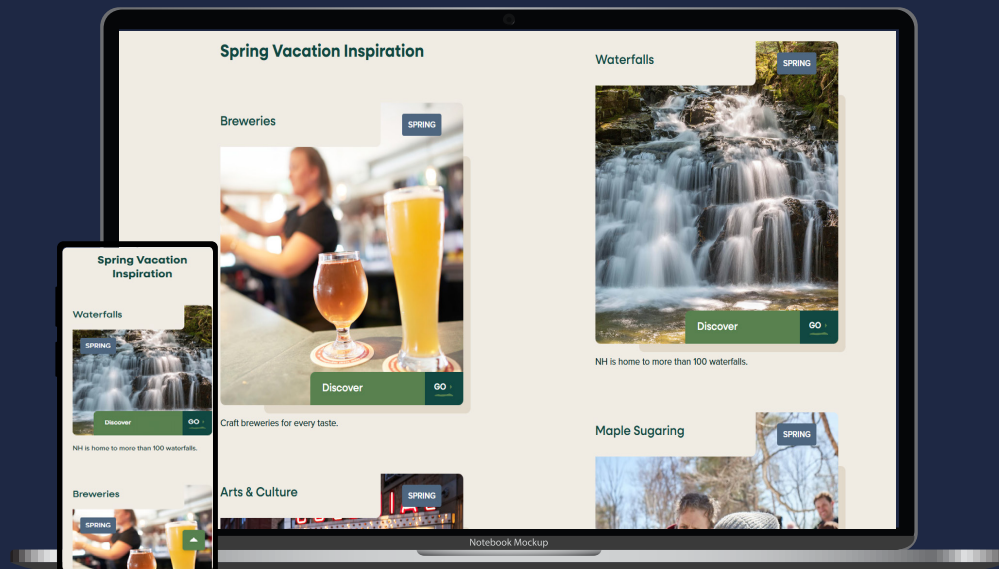 Spring Vacation Inspiration
Breweries
SPRING
Discover
GO ›
Craft breweries for every taste.
Arts & Culture
SPRING
Waterfalls
SPRING
Discover
GO ›
NH is home to more than 100 waterfalls.
Maple Sugaring
SPRING
Spring Vacation
Inspiration
Waterfalls
SPRING
Discover
GO ›
NH is home to more than 100 waterfalls.
Breweries
SPRING
Notebook Mockup